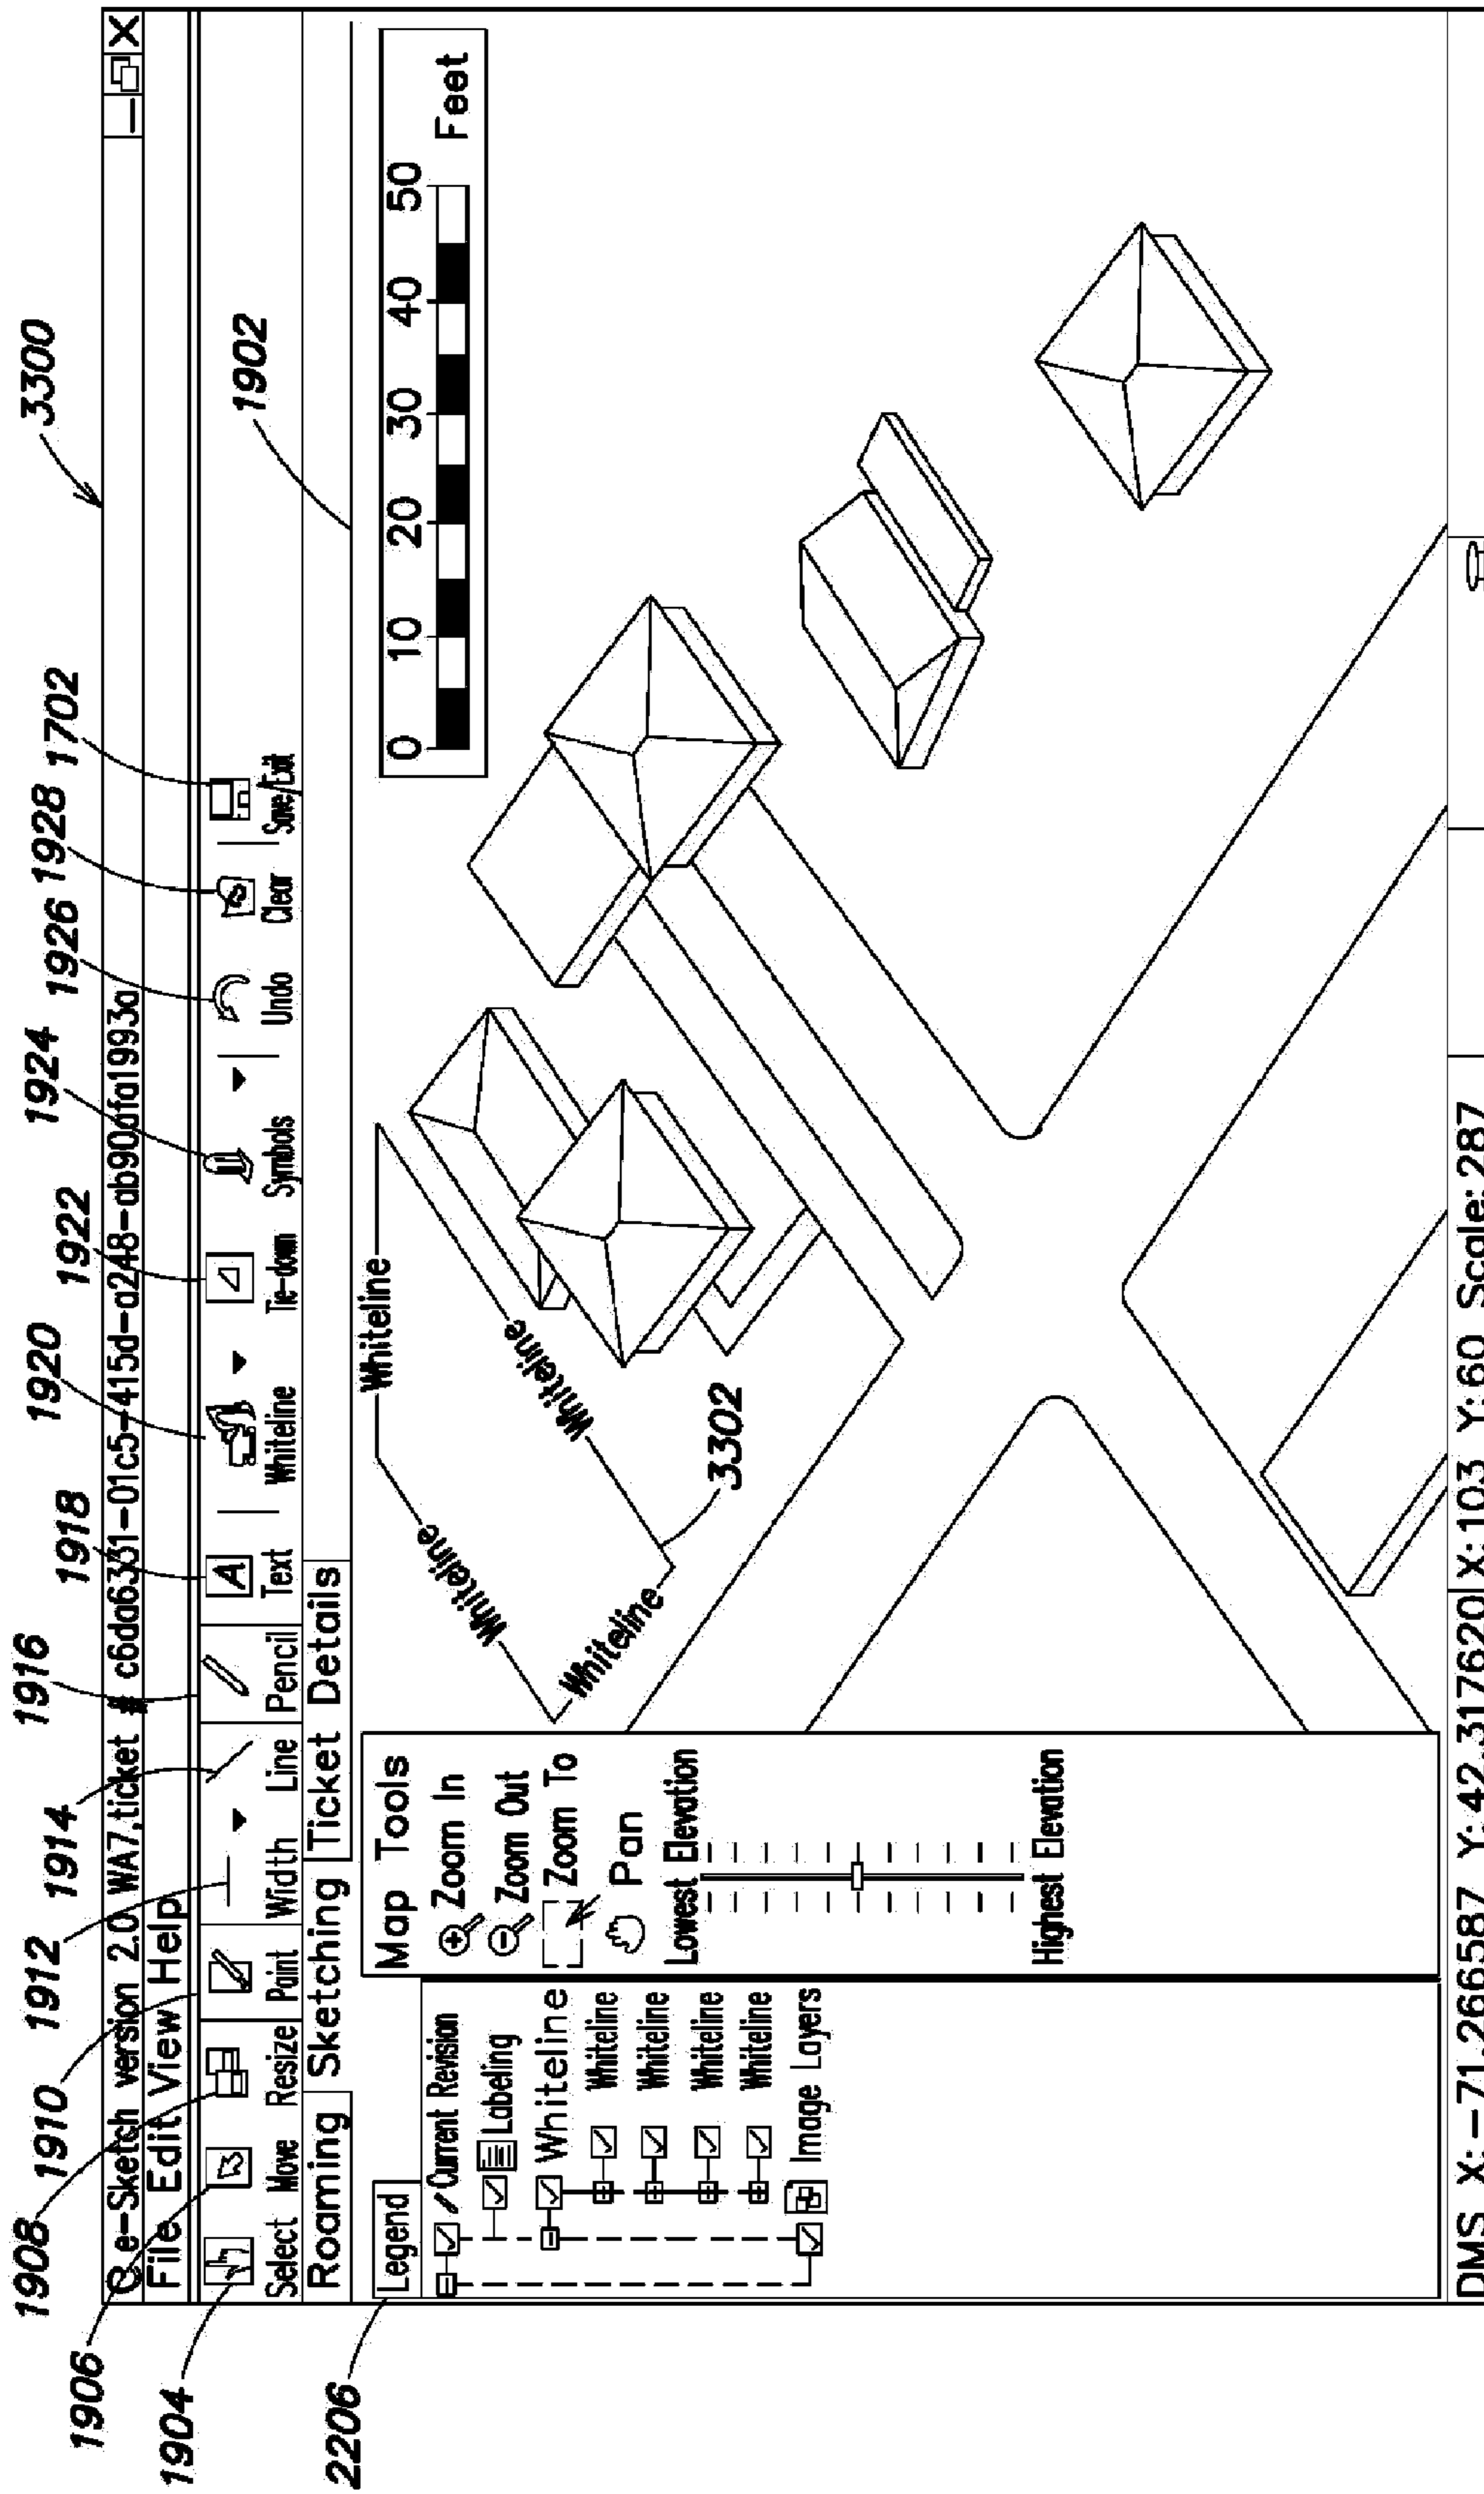 3300
1908 1910 1912 1914 1916 1918 1920 1922 1924 1926 1928 1702
1906
1904
2206
1902
e-Sketch version 2.0 WA7,ticket # c6da6331-01c5-415d-a248-ab90dfa1993a
File Edit View Help
Select Move Resize Paint Width Line Pencil Text Whiteline Tie-down Symbols Undo Clear Save/Exit
Roaming Sketching Ticket Details
Legend
Current Revision
Labeling
Whiteline
Whiteline
Whiteline
Whiteline
Whiteline
Image Layers
Map Tools
Zoom In
Zoom Out
Zoom To
Pan
Lowest Elevation
Highest Elevation
Whiteline
Whiteline
Whiteline
Whiteline
3302
0 10 20 30 40 50
Feet
DMS X:-71.266587 Y:42.317620 X:103 Y:60 Scale:287